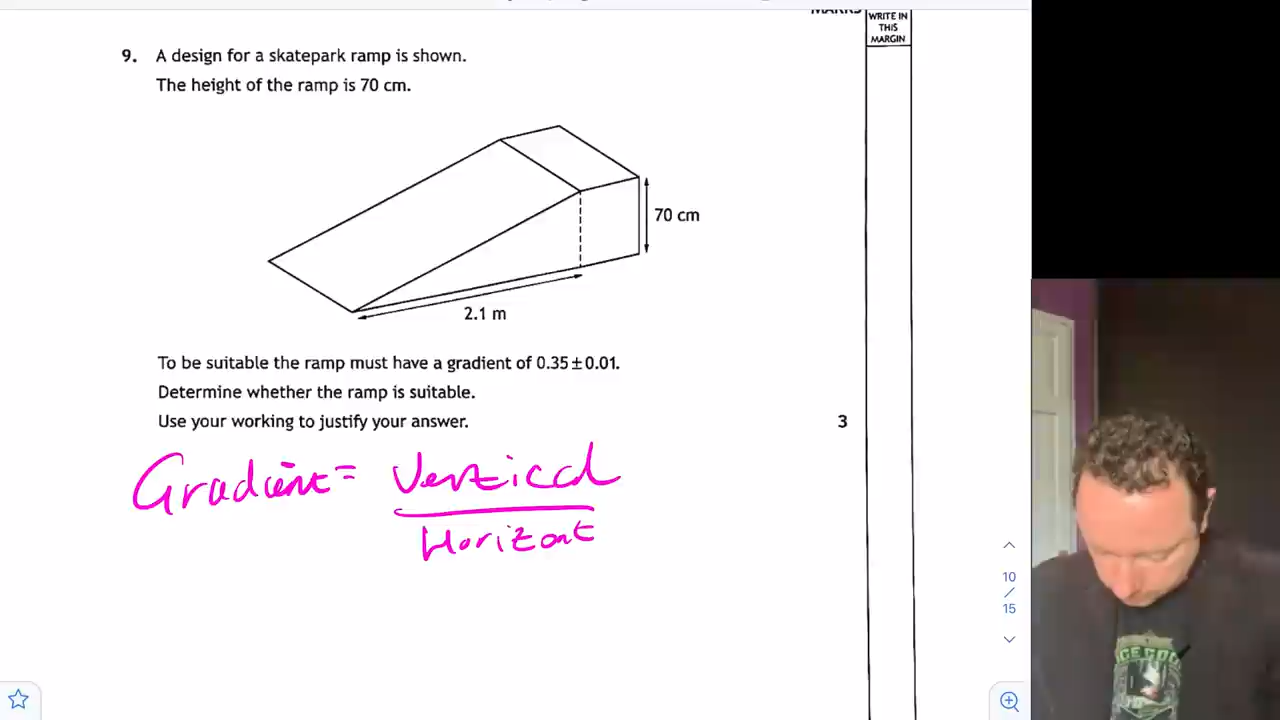 WRITE IN
THIS
MARGIN
9. A design for a skatepark ramp is shown.
The height of the ramp is 70 cm.
70 cm
2.1 m
To be suitable the ramp must have a gradient of 0.35±0.01.
Determine whether the ramp is suitable.
Use your working to justify your answer.
3
Gradient = Vertical
Horizont
10
/
15